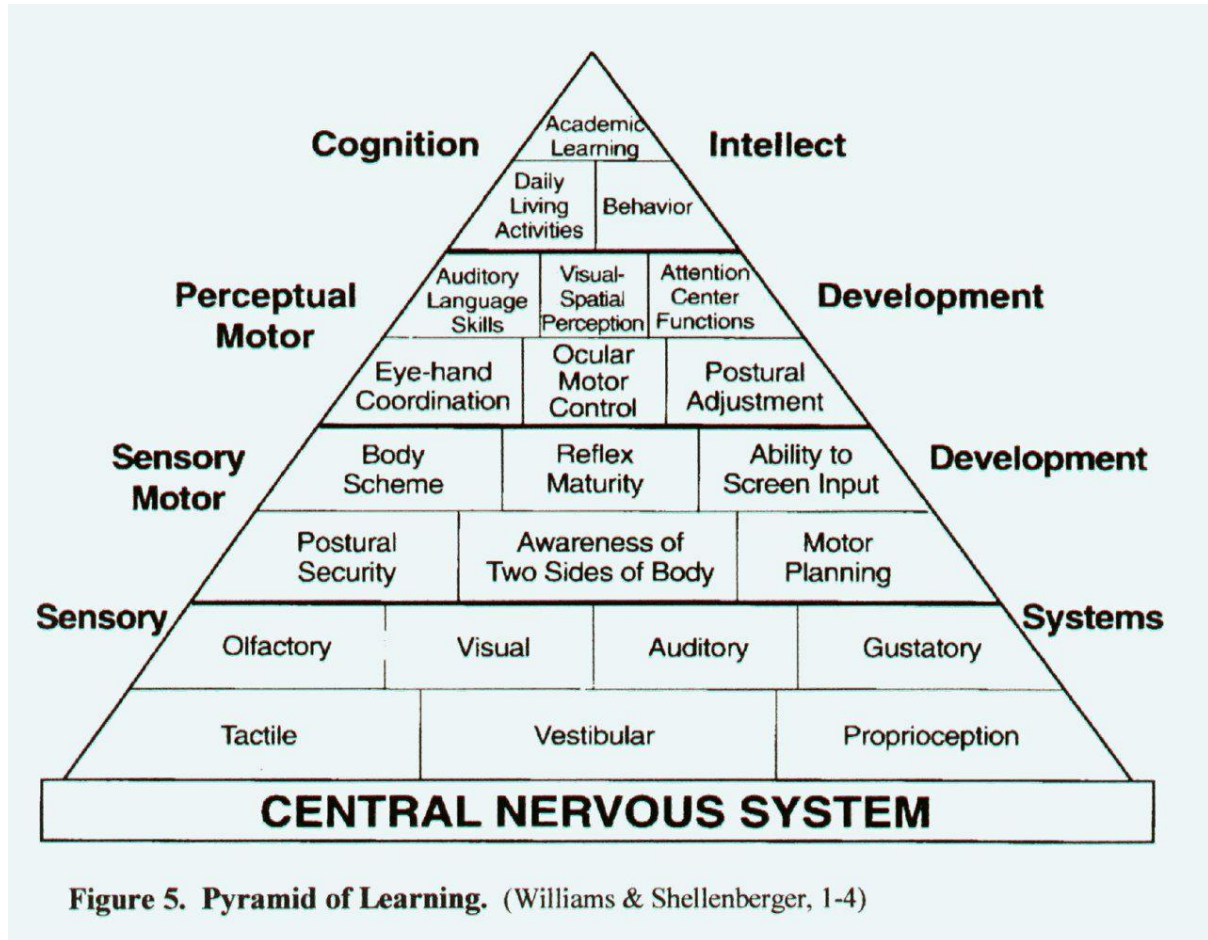 Academic
Learning
Cognition
Intellect
Daily
Living
Activities
Behavior
Perceptual
Motor
Auditory
Language
Skills
Visual-
Spatial
Perception
Attention
Center
Functions
Development
Eye-hand
Coordination
Ocular
Motor
Control
Postural
Adjustment
Sensory
Motor
Body
Scheme
Reflex
Maturity
Ability to
Screen Input
Development
Postural
Security
Awareness of
Two Sides of Body
Motor
Planning
Sensory
Systems
Olfactory
Visual
Auditory
Gustatory
Tactile
Vestibular
Proprioception
CENTRAL NERVOUS SYSTEM
Figure 5. Pyramid of Learning. (Williams & Shellenberger, 1-4)